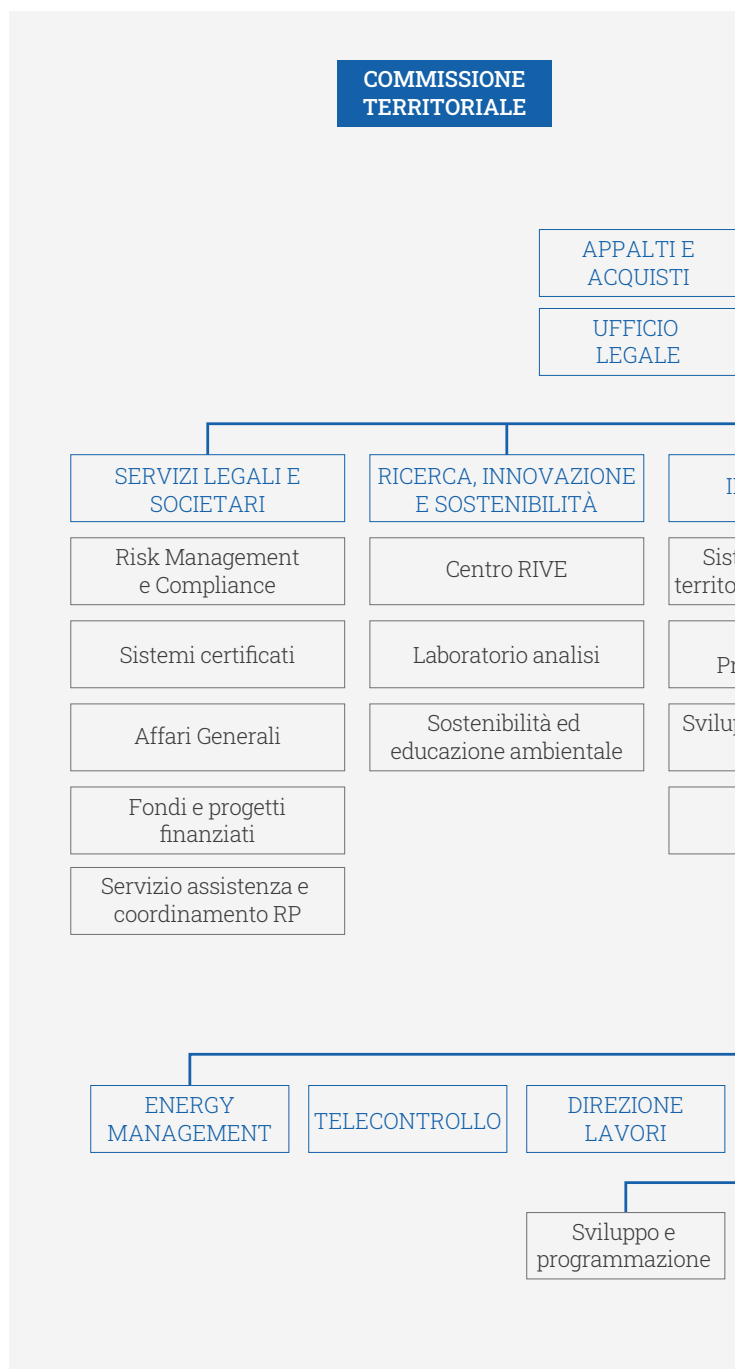 COMMISSIONE
TERRITORIALE
APPALTI E
ACQUISTI
UFFICIO
LEGALE
SERVIZI LEGALI E
SOCIETARI
RICERCA, INNOVAZIONE
E SOSTENIBILITÀ
Risk Management
e Compliance
Centro RIVE
Sistemi certificati
Laboratorio analisi
Affari Generali
Sostenibilità ed
educazione ambientale
Fondi e progetti
finanziati
Servizio assistenza e
coordinamento RP
ENERGY
MANAGEMENT
TELECONTROLLO
DIREZIONE
LAVORI
Sviluppo e
programmazione